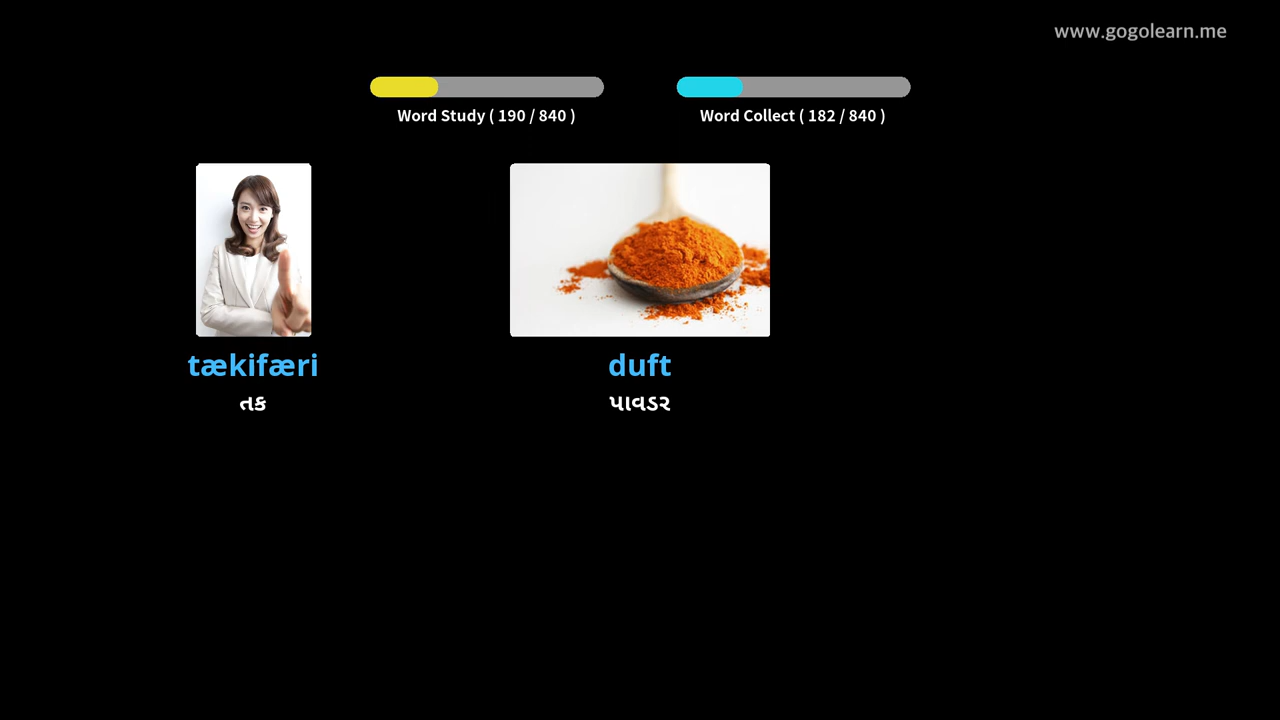 www.gogolearn.me
Word Study ( 190 / 840 )
Word Collect ( 182 / 840 )
tækifæri
તક
duft
પાવડર